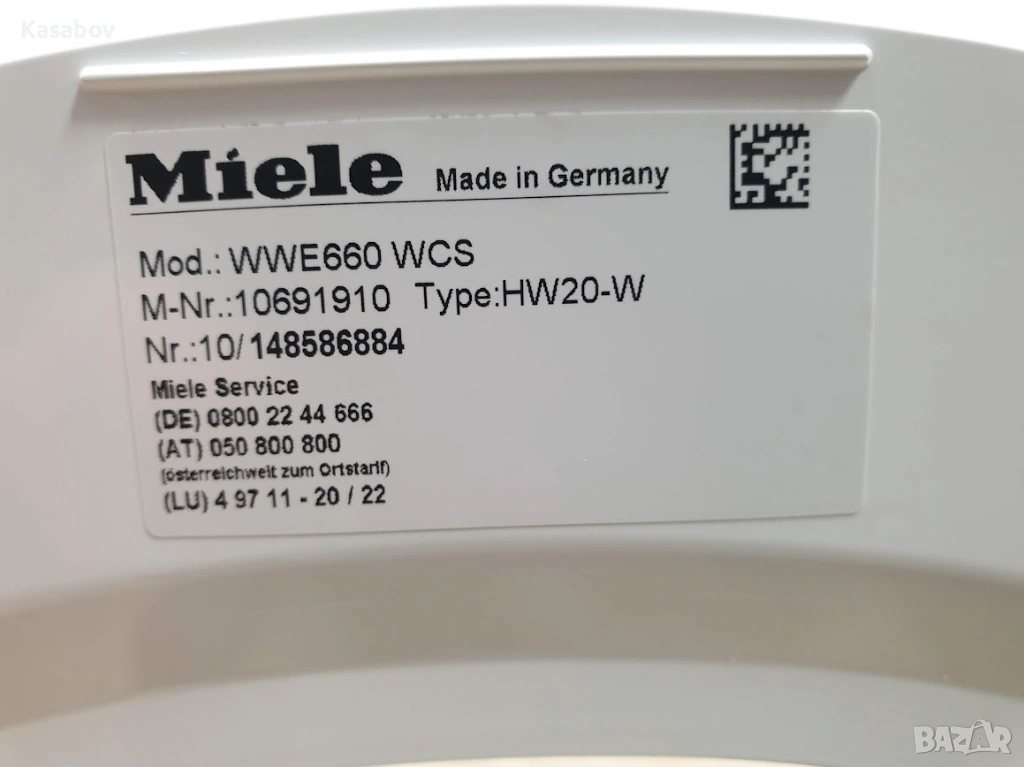 Kasabov
Miele Made in Germany
Mod.: WWE660 WCS
M-Nr.:10691910 Type:HW20-W
Nr.:10/148586884
Miele Service
(DE) 0800 22 44 666
(AT) 050 800 800
(österreichweit zum Ortstarif)
(LU) 4 97 11 - 20 / 22
BAZAR